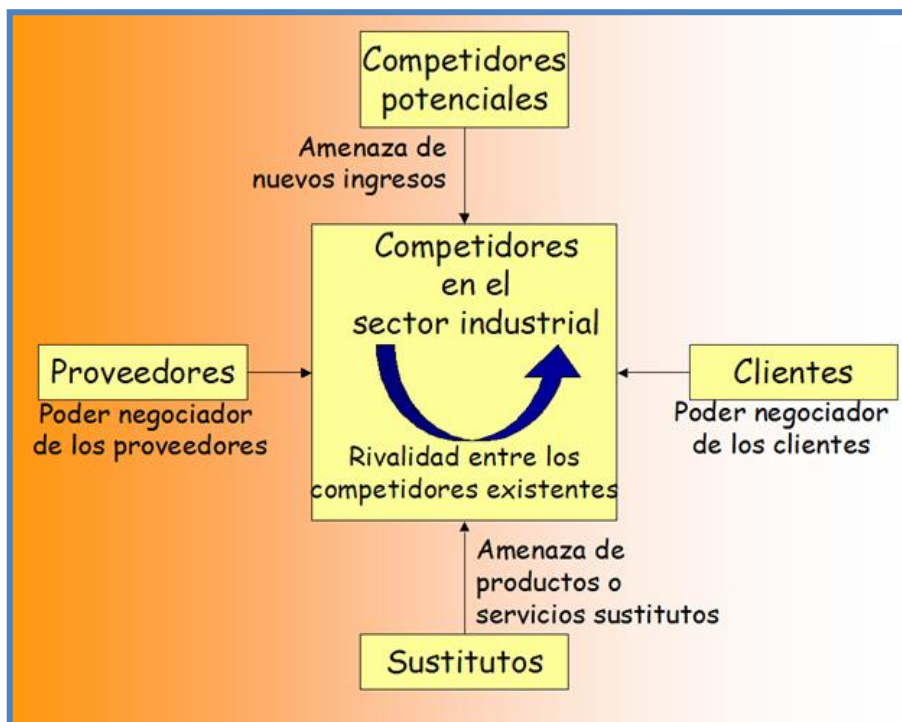 Competidores
potenciales
Amenaza de
nuevos ingresos
Competidores
en el
sector industrial
Proveedores
Poder negociador
de los proveedores
Clientes
Poder negociador
de los clientes
Rivalidad entre los
competidores existentes
Amenaza de
productos o
servicios sustitutos
Sustitutos